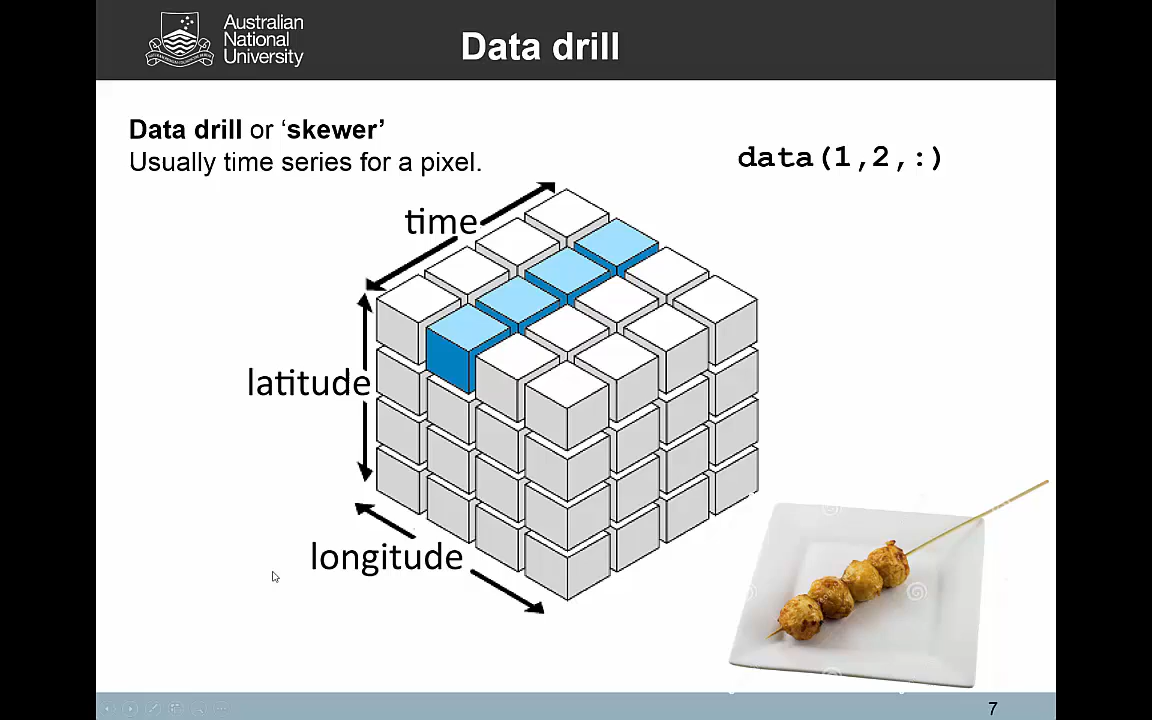 Australian
National
University
Data drill
Data drill or ‘skewer’
Usually time series for a pixel.
data(1,2,:)
time
latitude
longitude
7